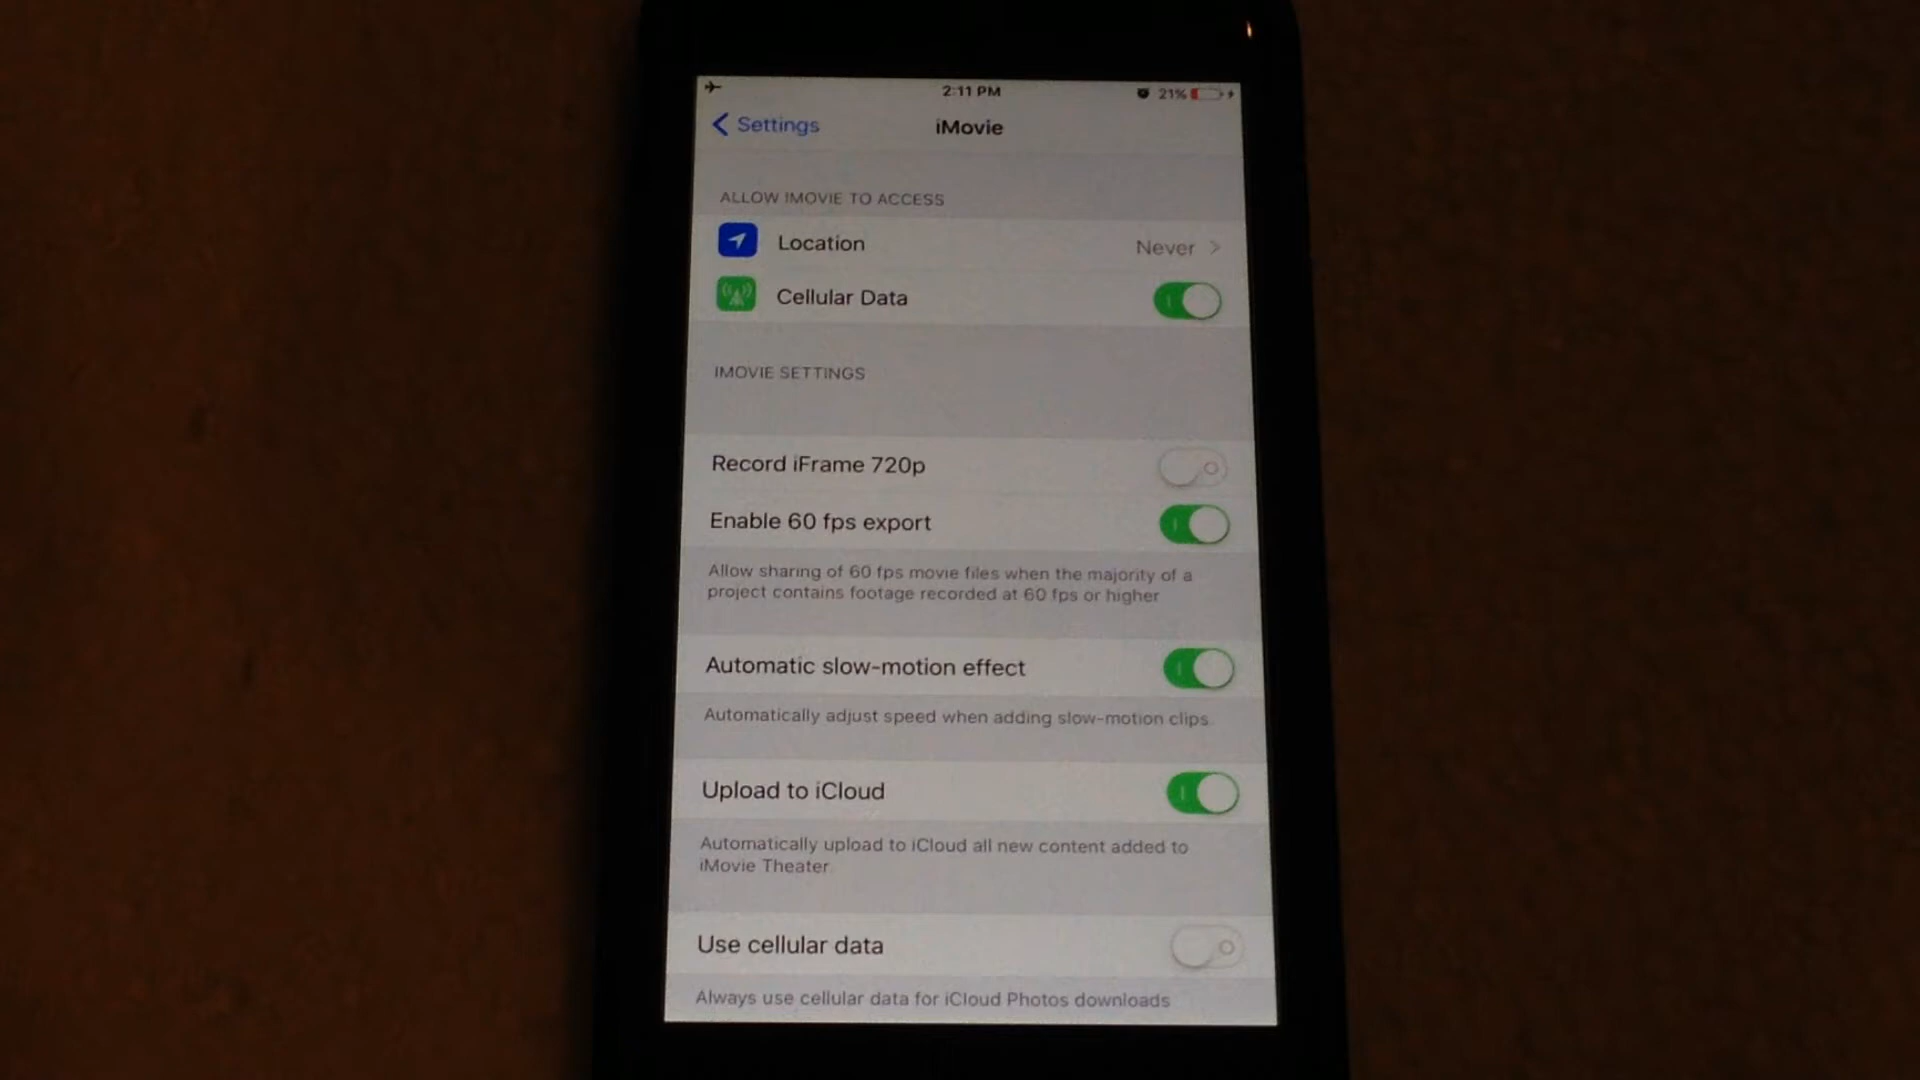 2:11 PM
21%
Settings
iMovie
ALLOW IMOVIE TO ACCESS
Location
Never
Cellular Data
IMOVIE SETTINGS
Record iFrame 720p
Enable 60 fps export
Allow sharing of 60 fps movie files when the majority of a
project contains footage recorded at 60 fps or higher
Automatic slow-motion effect
Automatically adjust speed when adding slow-motion clips.
Upload to iCloud
Automatically upload to iCloud all new content added to
iMovie Theater.
Use cellular data
Always use cellular data for iCloud Photos downloads